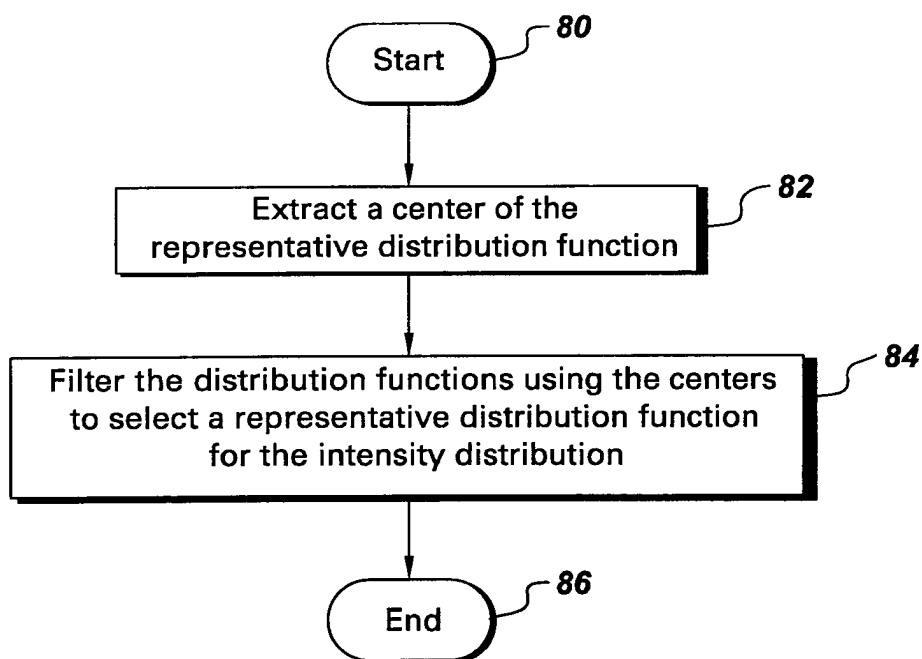 80
Start
82
Extract a center of the
representative distribution function
84
Filter the distribution functions using the centers
to select a representative distribution function
for the intensity distribution
86
End